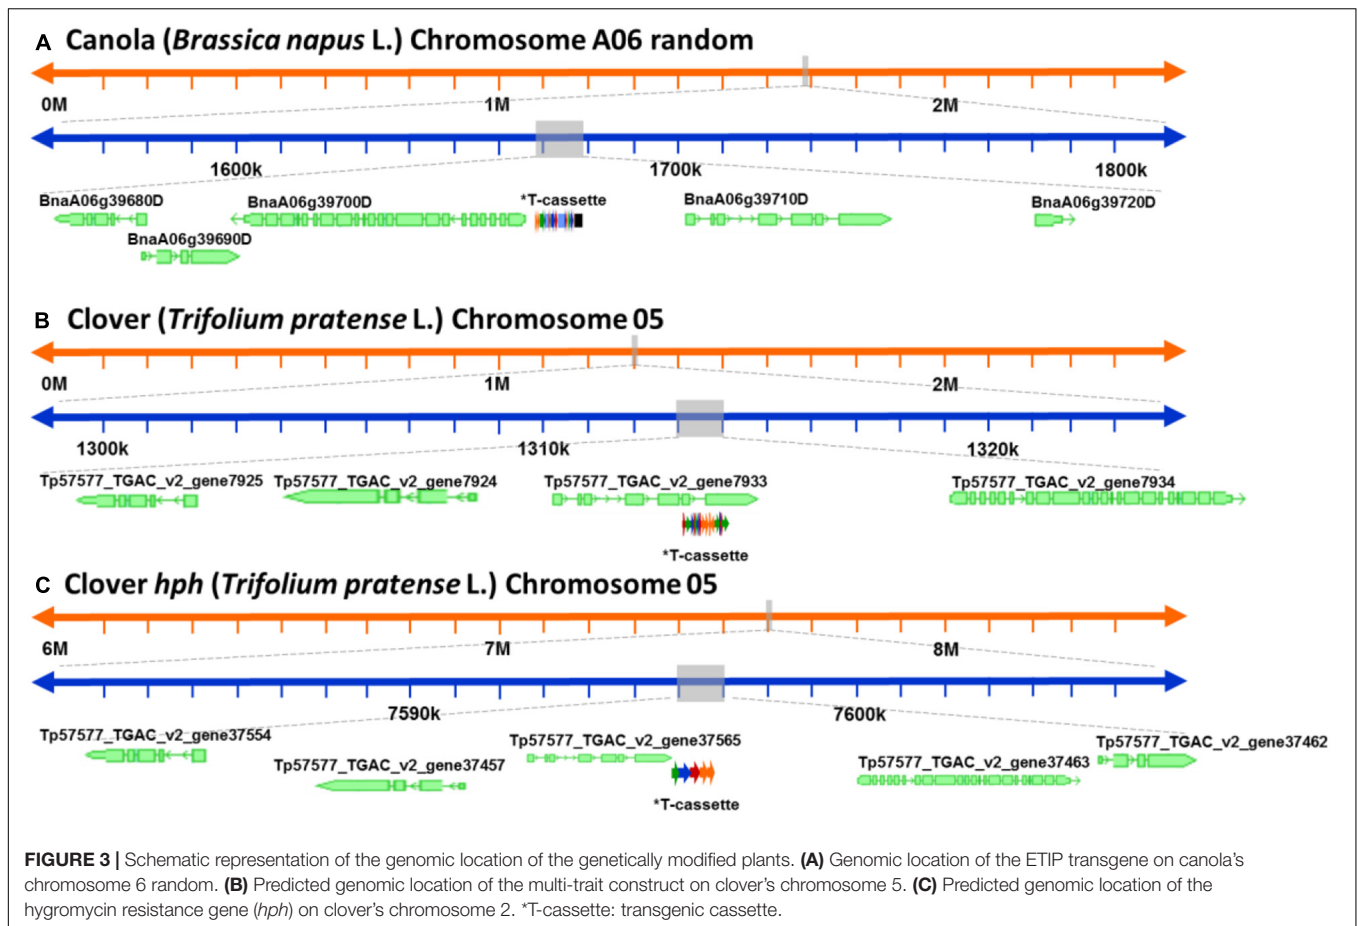 A Canola (Brassica napus L.) Chromosome A06 random
0M 1M 2M
1600k 1700k 1800k
BnaA06g39680D BnaA06g39700D *T-cassette BnaA06g39710D BnaA06g39720D
BnaA06g39690D
B Clover (Trifolium pratense L.) Chromosome 05
0M 1M 2M
1300k 1310k 1320k
Tp57577_TGAC_v2_gene7925 Tp57577_TGAC_v2_gene7924 Tp57577_TGAC_v2_gene7933 Tp57577_TGAC_v2_gene7934
*T-cassette
C Clover hph (Trifolium pratense L.) Chromosome 05
6M 7M 8M
7590k 7600k
Tp57577_TGAC_v2_gene37554 Tp57577_TGAC_v2_gene37565 Tp57577_TGAC_v2_gene37462
Tp57577_TGAC_v2_gene37457 Tp57577_TGAC_v2_gene37463
*T-cassette
FIGURE 3 | Schematic representation of the genomic location of the genetically modified plants. (A) Genomic location of the ETIP transgene on canola's
chromosome 6 random. (B) Predicted genomic location of the multi-trait construct on clover's chromosome 5. (C) Predicted genomic location of the
hygromycin resistance gene (hph) on clover's chromosome 2. *T-cassette: transgenic cassette.